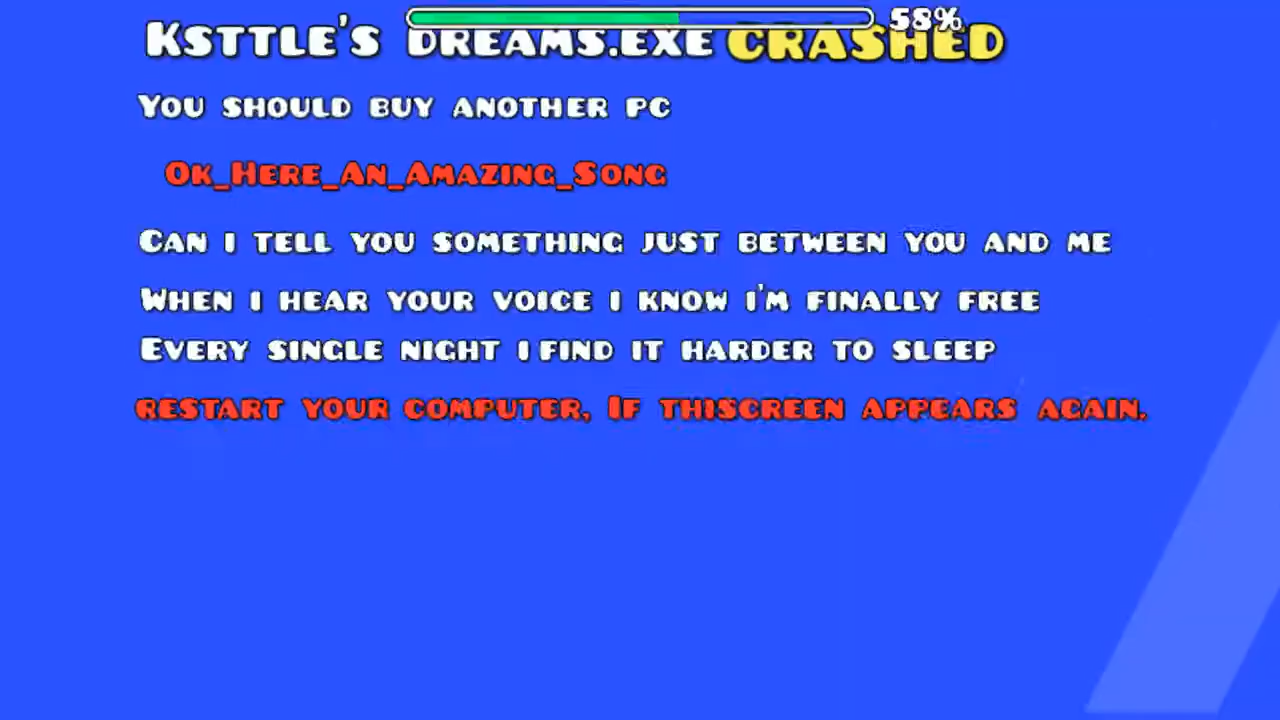 58%
Ksttle's dreams.exe CRASHED
You should buy another pc
Ok_Here_An_Amazing_Song
Can i tell you something just between you and me
When i hear your voice i know i'm finally free
Every single night i find it harder to sleep
restart your computer, If thiscreen appears again.